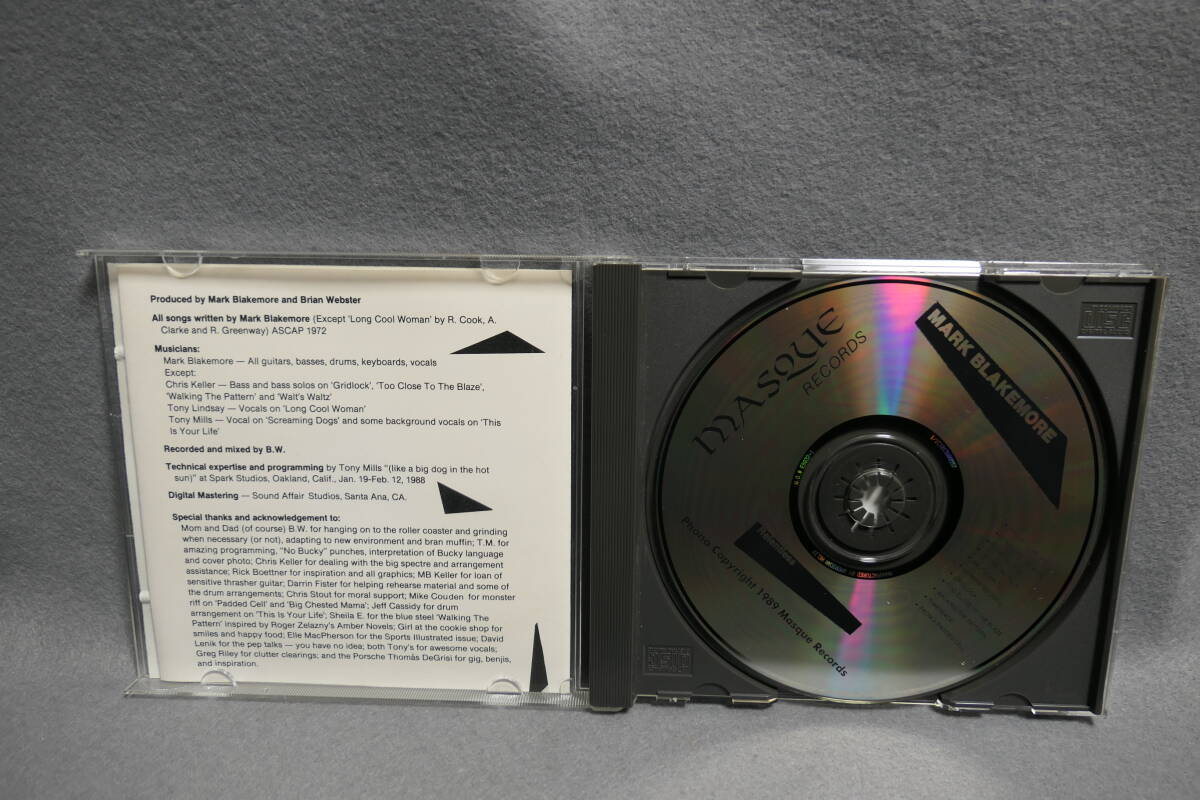 Produced by Mark Blakemore and Brian Webster
All songs written by Mark Blakemore (Except 'Long Cool Woman' by R. Cook, A.
Clarke and R. Greenway) ASCAP 1972
Musicians:
Mark Blakemore — All guitars, basses, drums, keyboards, vocals
Except:
Chris Keller — Bass and bass solos on 'Gridlock', 'Too Close To The Blaze',
'Walking The Pattern' and 'Walt's Waltz'
Tony Lindsay — Vocals on 'Long Cool Woman'
Tony Mills — Vocal on 'Screaming Dogs' and some background vocals on 'This
Is Your Life'
Recorded and mixed by B.W.
Technical expertise and programming by Tony Mills "(like a big dog in the hot
sun)" at Spark Studios, Oakland, Calif., Jan. 19-Feb. 12, 1988
Digital Mastering — Sound Affair Studios, Santa Ana, CA.
Special thanks and acknowledgement to:
Mom and Dad (of course) B.W. for hanging on to the roller coaster and grinding
when necessary (or not), adapting to new environment and bran muffin; T.M. for
amazing programming, "No Bucky" punches, interpretation of Bucky language
and cover photo; Chris Keller for dealing with the big spectre and arrangement
assistance; Rick Boettner for inspiration and all graphics; MB Keller for loan of
sensitive thrasher guitar; Darrin Fister for helping rehearse material and some of
the drum arrangements; Chris Stout for moral support; Mike Couden for monster
riff on 'Padded Cell' and 'Big Chested Mama'; Jeff Cassidy for drum
arrangement on 'This Is Your Life'; Sheila E. for the blue steel 'Walking The
Pattern' inspired by Roger Zelazny's Amber Novels; Girl at the cookie shop for
smiles and happy food; Elle MacPherson for the Sports Illustrated issue; David
Lenik for the pep talks — you have no idea; both Tony's for awesome vocals;
Greg Riley for clutter clearings; and the Porsche Thomås DeGrisi for gig, benjis,
and inspiration.
MASQUE
RECORDS
MARK BLAKEMORE
Phono Copyright 1989 Masque Records